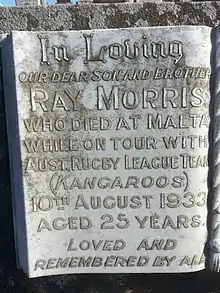 In Loving
OUR DEAR SON AND BROTHER
RAY MORRIS
WHO DIED AT MALTA
WHILE ON TOUR WITH
AUST RUGBY LEAGUE TEAM
(KANGAROOS)
10TH AUGUST 1933
AGED 25 YEARS
LOVED AND
REMEMBERED BY ALL